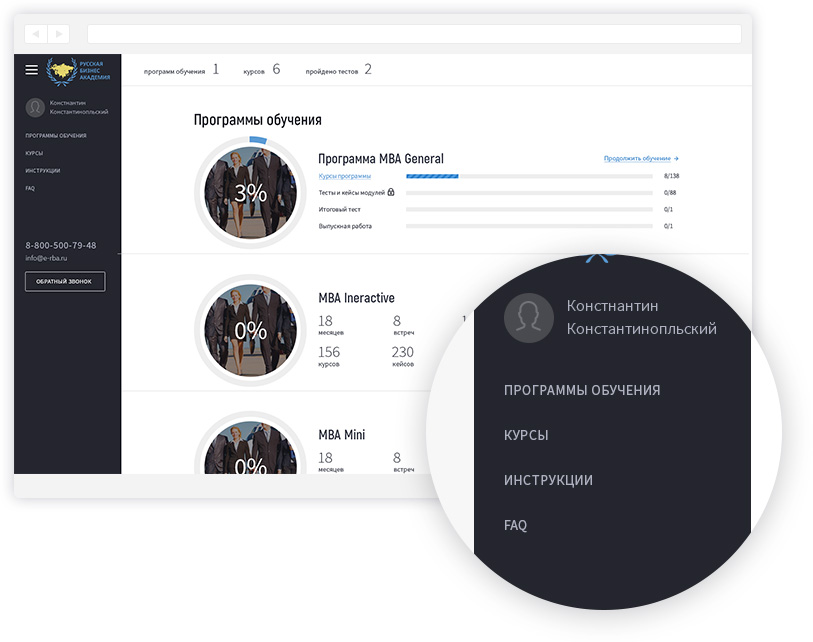 РУССКАЯ
БИЗНЕС
АКАДЕМИЯ
Констнантин
Константинопльский
ПРОГРАММЫ ОБУЧЕНИЯ
КУРСЫ
ИНСТРУКЦИИ
FAQ
8-800-500-79-48
info@e-rba.ru
ОБРАТНЫЙ ЗВОНОК
программ обучения 1 курсов 6 пройдено тестов 2
Программы обучения
3%
Программа MBA General
Продолжить обучение →
Курсы программы 8/138
Тесты и кейсы модулей 0/88
Итоговый тест 0/1
Выпускная работа 0/1
0%
MBA Ineractive
18 8 1
месяцев встреч
156 230
курсов кейсов
0%
MBA Mini
18 8
месяцев встреч
Констнантин
Константинопльский
ПРОГРАММЫ ОБУЧЕНИЯ
КУРСЫ
ИНСТРУКЦИИ
FAQ